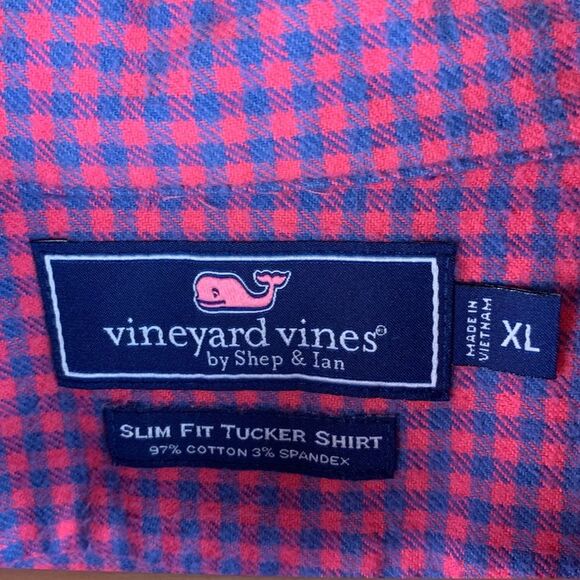 vineyard vines®
by Shep & Ian
MADE IN
VIETNAM
XL
SLIM FIT TUCKER SHIRT
97% COTTON 3% SPANDEX